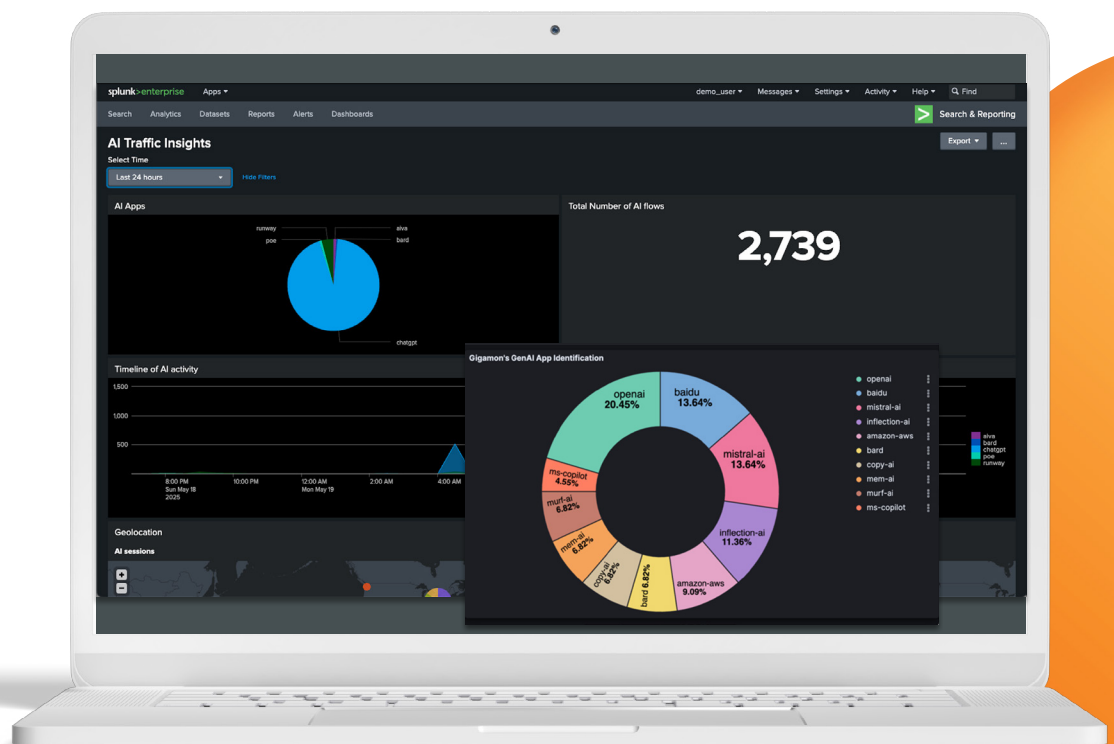 splunk>enterprise Apps
demo_user Messages Settings Activity Help Find
Search Analytics Datasets Reports Alerts Dashboards
Search & Reporting
AI Traffic Insights
Export ...
Select Time
Last 24 hours
Hide Filters
AI Apps
runway
poe
aiva
bard
chatgpt
Total Number of AI flows
2,739
Timeline of AI activity
1,500
1,000
500
8:00 PM
Sun May 18
2025
10:00 PM
12:00 AM
Mon May 19
2:00 AM
4:00 AM
aiva
bard
chatgpt
poe
runway
Gigamon's GenAI App Identification
openai
20.45%
baidu
13.64%
mistral-ai
13.64%
inflection-ai
11.36%
amazon-aws
9.09%
bard 6.82%
copy-ai
6.82%
mem-ai
6.82%
murf-ai
6.82%
ms-copilot
4.55%
openai
baidu
mistral-ai
inflection-ai
amazon-aws
bard
copy-ai
mem-ai
murf-ai
ms-copilot
Geolocation
AI sessions
+
−